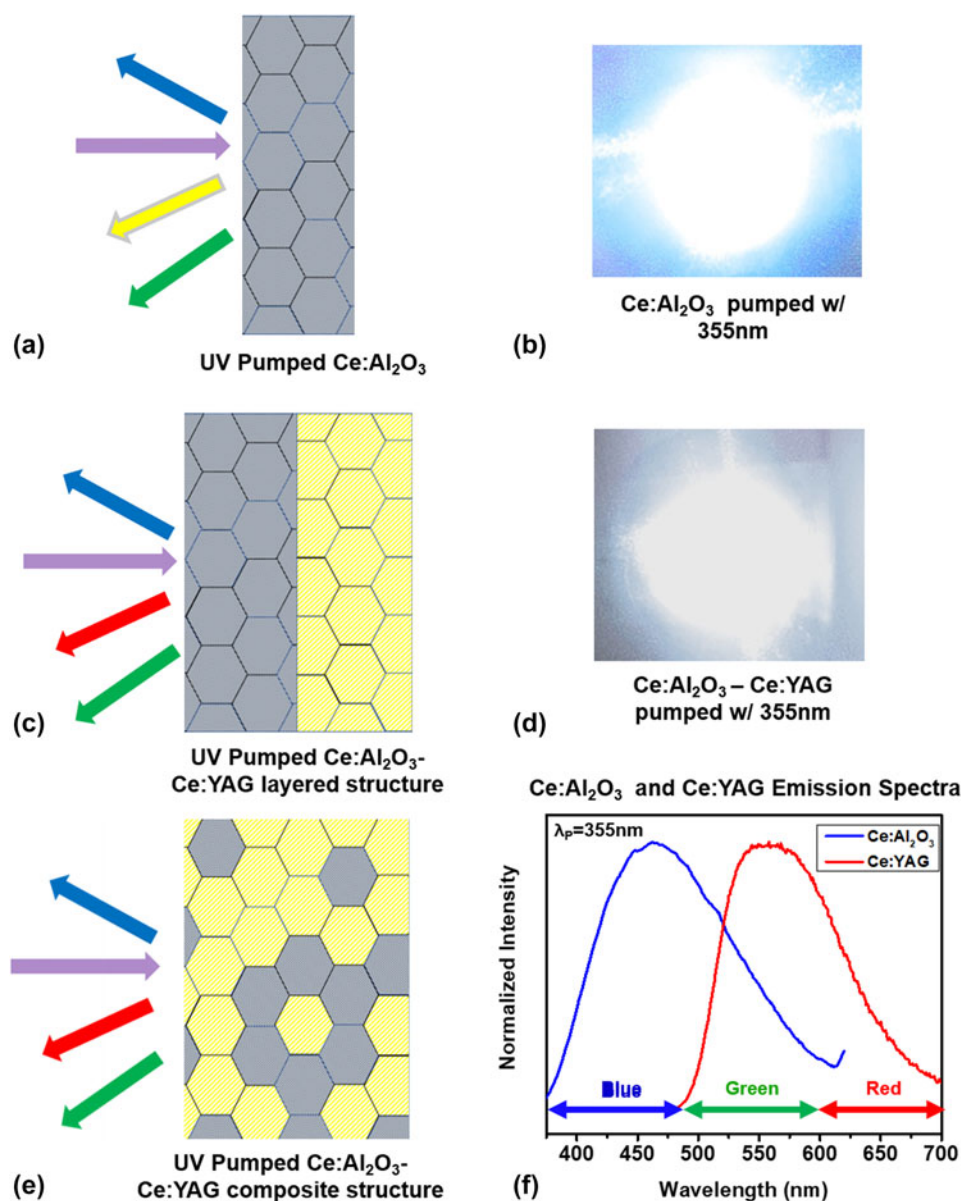 (a)
UV Pumped Ce:Al₂O₃
(b)
Ce:Al₂O₃ pumped w/
355nm
(c)
UV Pumped Ce:Al₂O₃-
Ce:YAG layered structure
(d)
Ce:Al₂O₃ – Ce:YAG
pumped w/ 355nm
(e)
UV Pumped Ce:Al₂O₃-
Ce:YAG composite structure
Ce:Al₂O₃ and Ce:YAG Emission Spectra
λP=355nm
Ce:Al₂O₃
Ce:YAG
Normalized Intensity
Blue
Green
Red
400 450 500 550 600 650 700
(f)
Wavelength (nm)